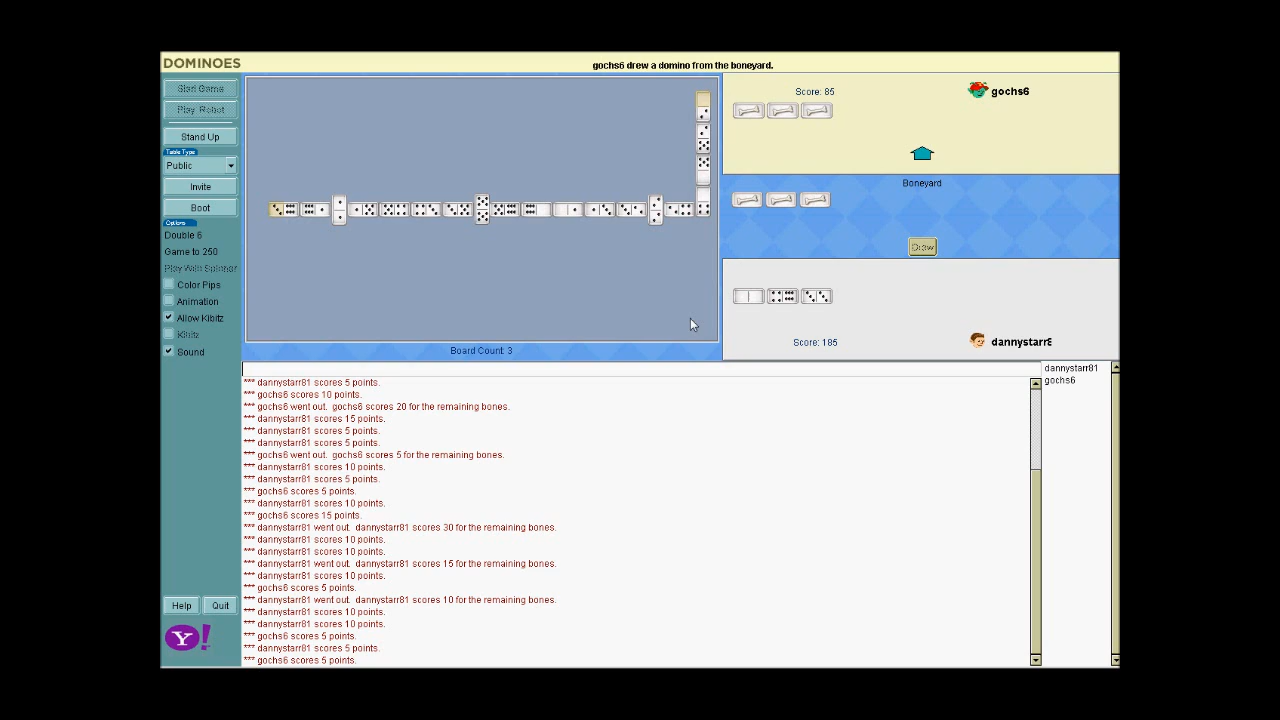 DOMINOES
gochs6 drew a domino from the boneyard.
Start Game
Play Robot
Stand Up
Table Type
Public
Invite
Boot
Options
Double 6
Game to 250
Play With Spinner
Color Pips
Animation
Allow Kibitz
Kibitz
Sound
Help
Quit
Y!
Board Count: 3
Score: 85
gochs6
Boneyard
Draw
Score: 185
dannystarr8
*** dannystarr81 scores 5 points.
*** gochs6 scores 10 points.
*** gochs6 went out. gochs6 scores 20 for the remaining bones.
*** dannystarr81 scores 15 points.
*** dannystarr81 scores 5 points.
*** dannystarr81 scores 5 points.
*** gochs6 went out. gochs6 scores 5 for the remaining bones.
*** dannystarr81 scores 10 points.
*** dannystarr81 scores 5 points.
*** gochs6 scores 5 points.
*** dannystarr81 scores 10 points.
*** gochs6 scores 15 points.
*** dannystarr81 went out. dannystarr81 scores 30 for the remaining bones.
*** dannystarr81 scores 10 points.
*** dannystarr81 scores 10 points.
*** dannystarr81 went out. dannystarr81 scores 15 for the remaining bones.
*** dannystarr81 scores 10 points.
*** gochs6 scores 5 points.
*** dannystarr81 went out. dannystarr81 scores 10 for the remaining bones.
*** dannystarr81 scores 10 points.
*** dannystarr81 scores 10 points.
*** gochs6 scores 5 points.
*** dannystarr81 scores 5 points.
*** gochs6 scores 5 points.
dannystarr81
gochs6